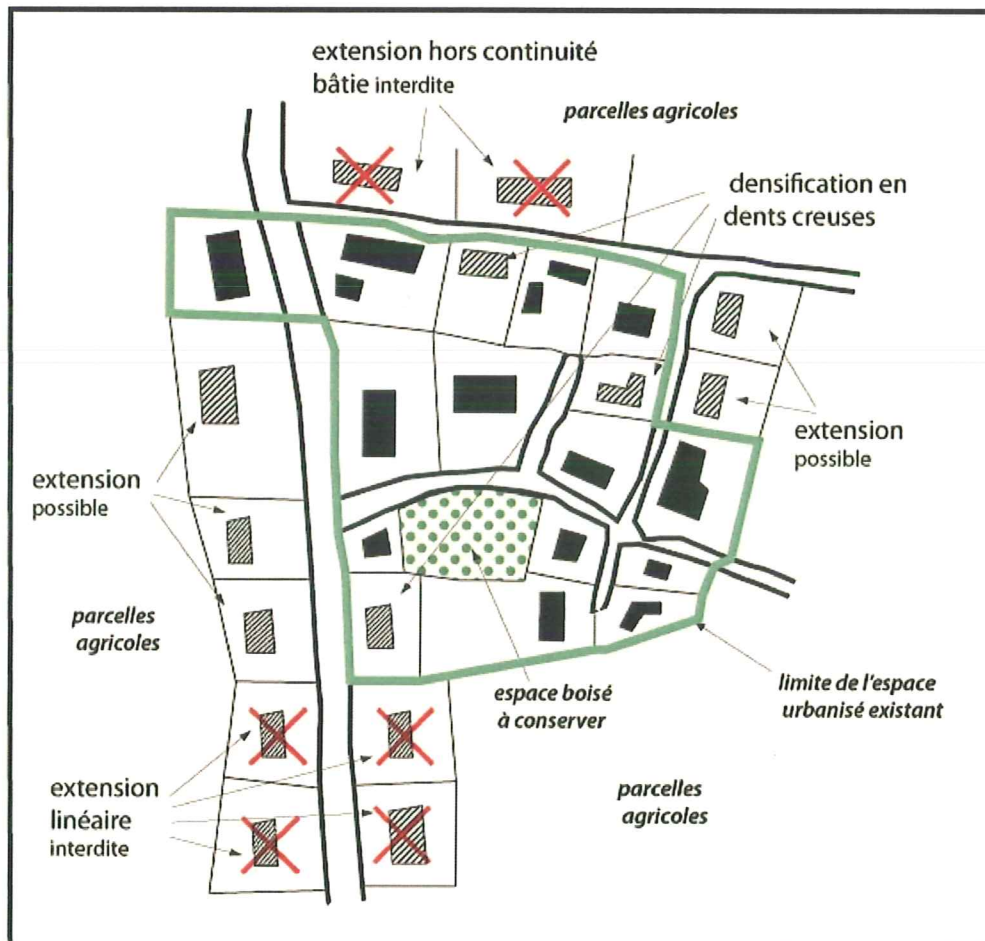 extension hors continuité
bâtie interdite
parcelles agricoles
densification en
dents creuses
extension
possible
extension
possible
parcelles
agricoles
espace boisé
à conserver
limite de l'espace
urbanisé existant
extension
linéaire
interdite
parcelles
agricoles